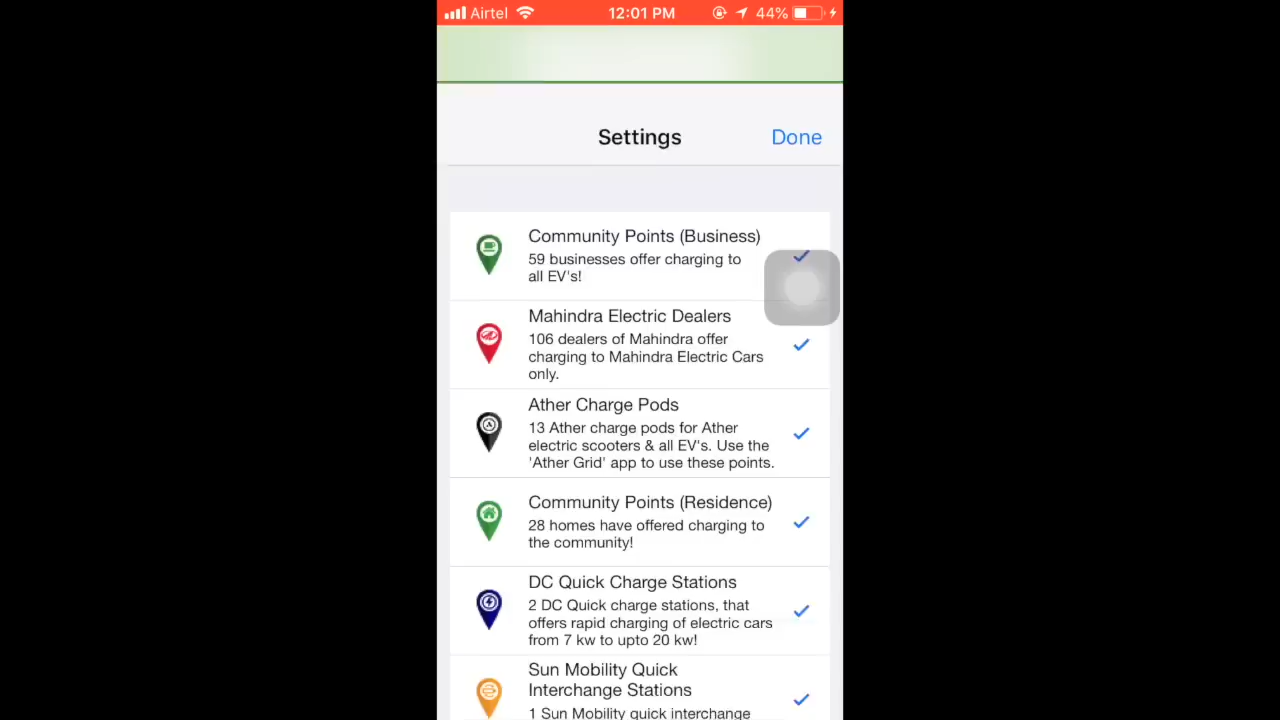 Airtel 12:01 PM 44%
Settings Done
Community Points (Business)
59 businesses offer charging to
all EV's!
Mahindra Electric Dealers
106 dealers of Mahindra offer
charging to Mahindra Electric Cars
only.
Ather Charge Pods
13 Ather charge pods for Ather
electric scooters & all EV's. Use the
'Ather Grid' app to use these points.
Community Points (Residence)
28 homes have offered charging to
the community!
DC Quick Charge Stations
2 DC Quick charge stations, that
offers rapid charging of electric cars
from 7 kw to upto 20 kw!
Sun Mobility Quick
Interchange Stations
1 Sun Mobility quick interchange